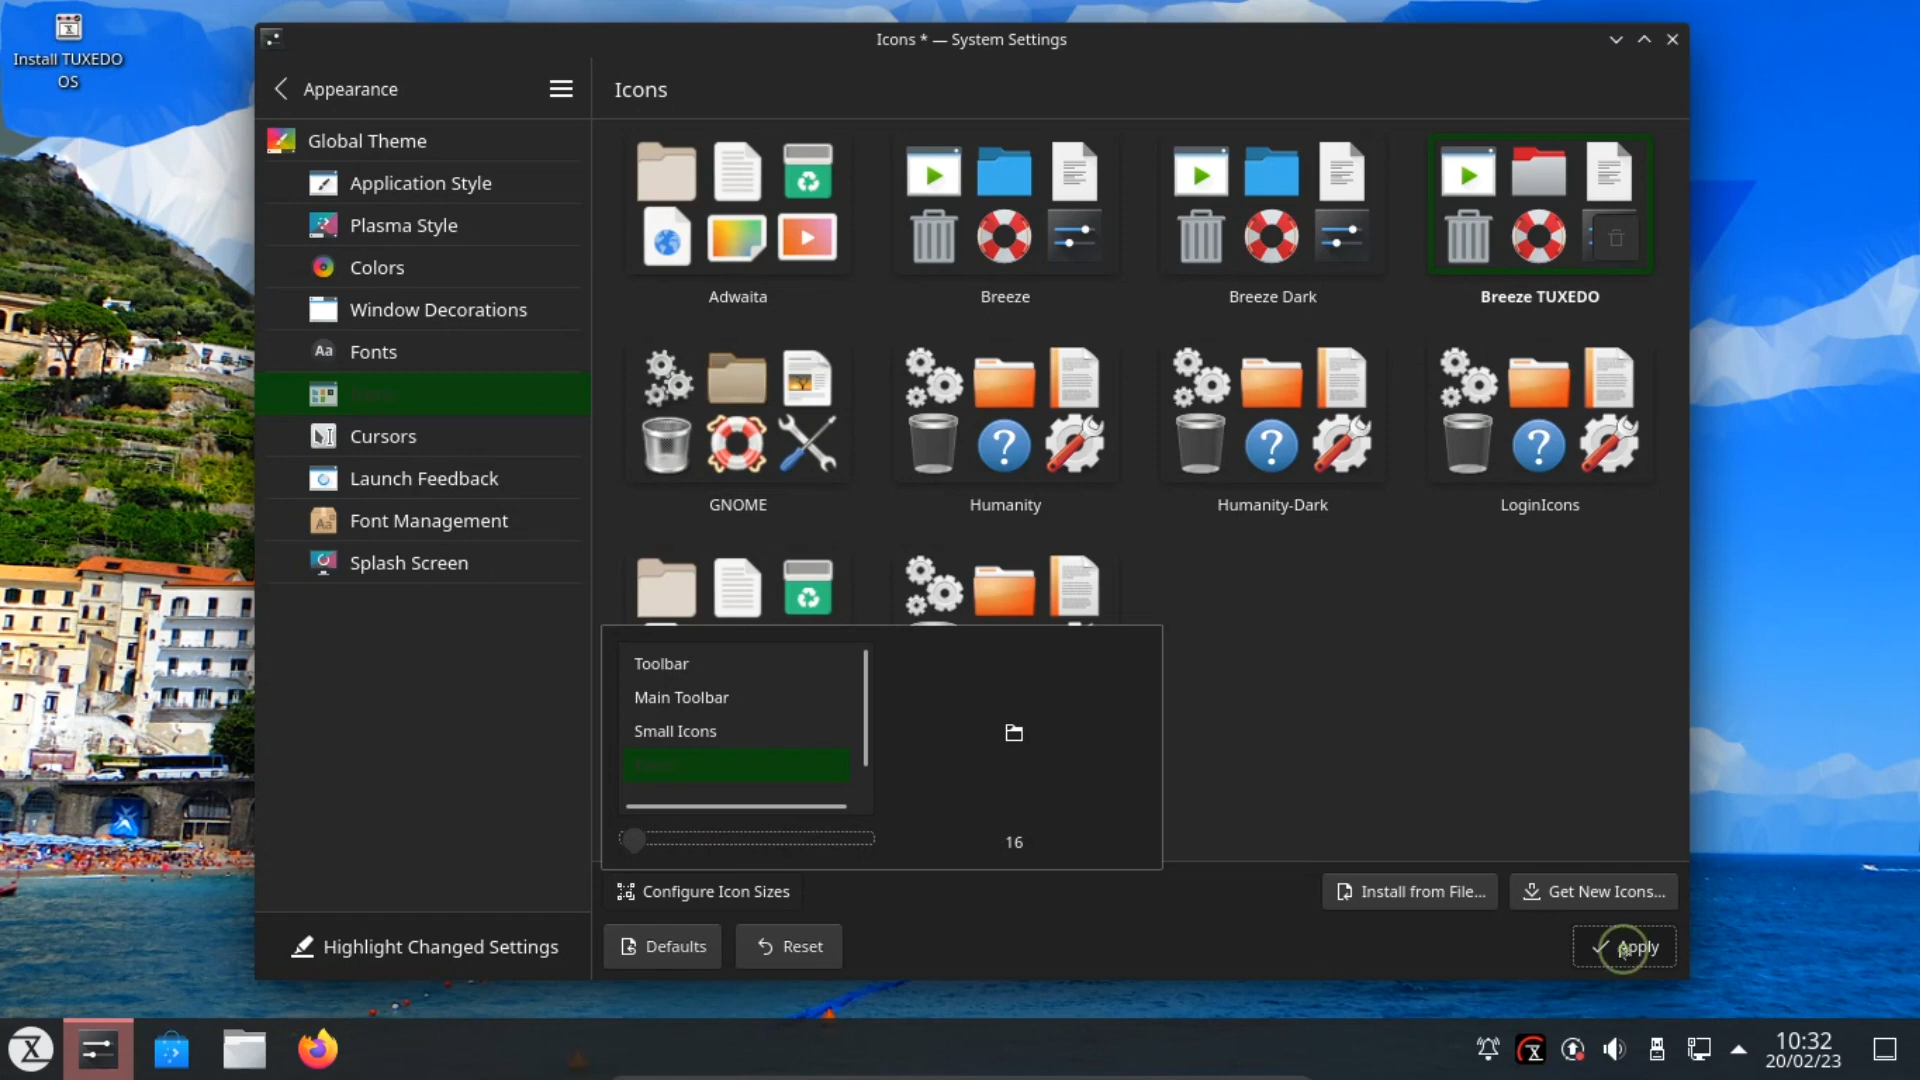 Install TUXEDO
OS
Icons * — System Settings
Appearance
Icons
Global Theme
Application Style
Plasma Style
Colors
Window Decorations
Aa Fonts
Cursors
Launch Feedback
Aa Font Management
Splash Screen
Highlight Changed Settings
Adwaita
Breeze
Breeze Dark
Breeze TUXEDO
GNOME
Humanity
Humanity-Dark
LoginIcons
Toolbar
Main Toolbar
Small Icons
16
Configure Icon Sizes
Install from File...
Get New Icons...
Defaults
Reset
Apply
10:32
20/02/23